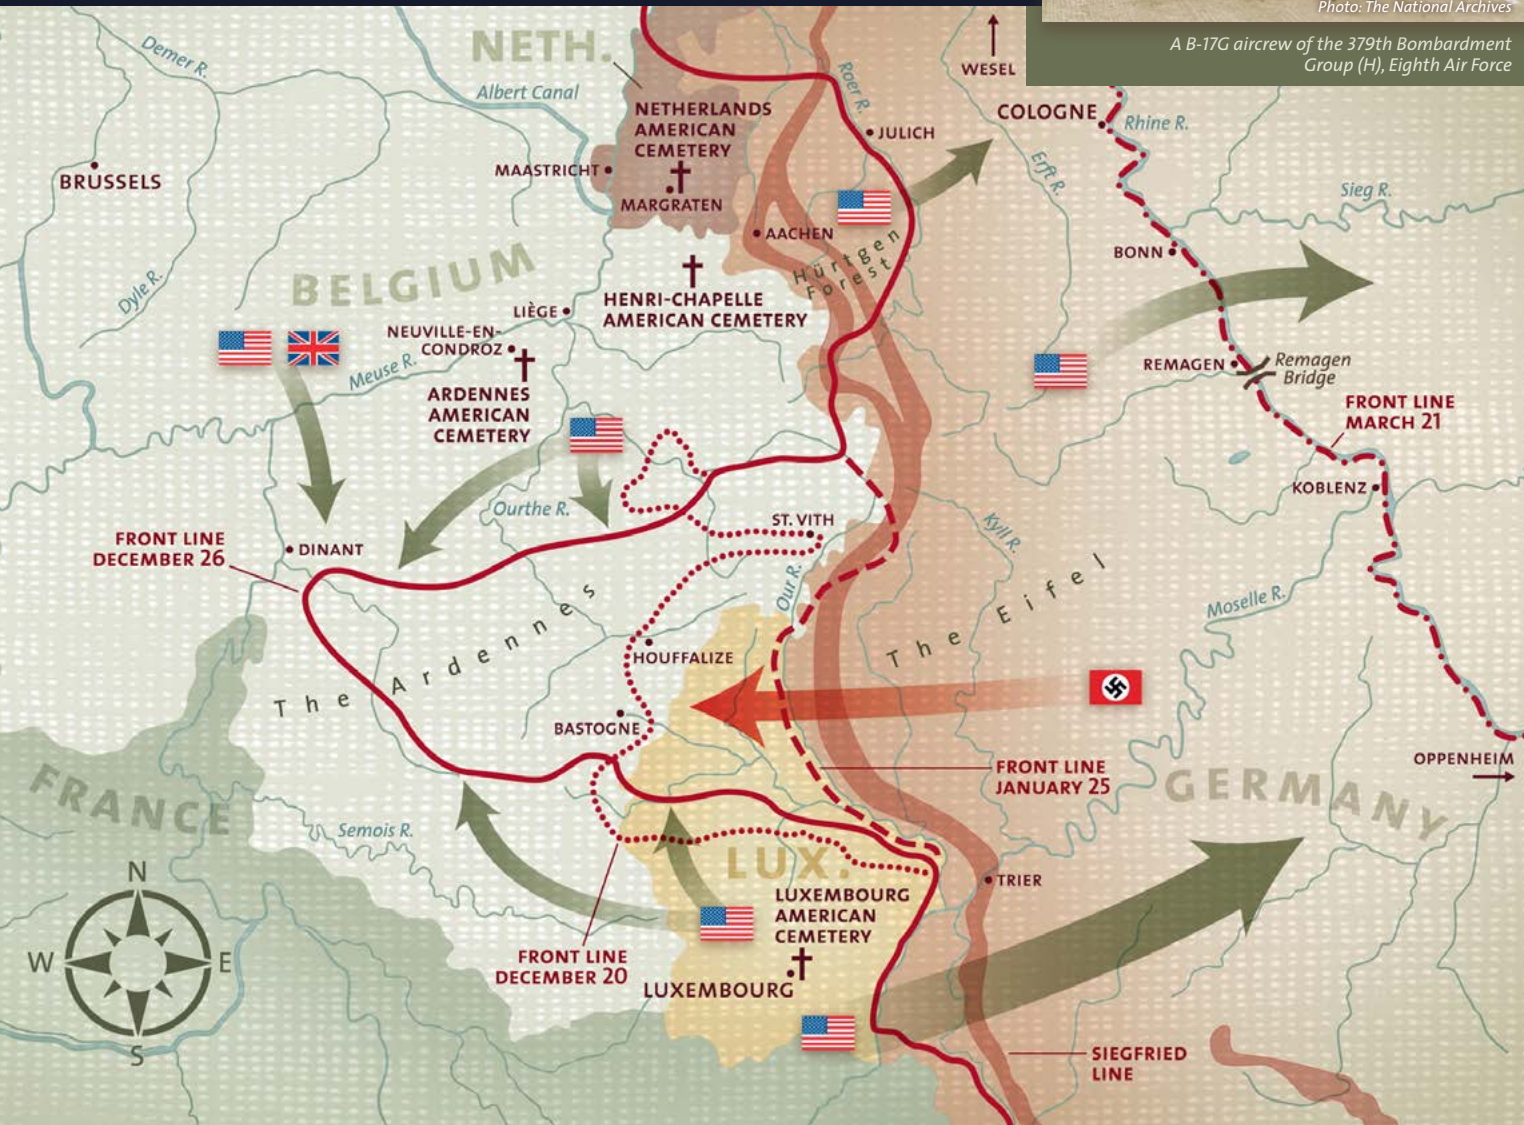 Photo: The National Archives
A B-17G aircrew of the 379th Bombardment
Group (H), Eighth Air Force
NETH.
Demer R.
Albert Canal
Roer R.
WESEL
COLOGNE
Rhine R.
NETHERLANDS
AMERICAN
CEMETERY
JULICH
MAASTRICHT
MARGRATEN
BRUSSELS
Erft R.
Sieg R.
AACHEN
Hürtgen
Forest
BONN
BELGIUM
Dyle R.
HENRI-CHAPELLE
AMERICAN CEMETERY
LIÈGE
NEUVILLE-EN-
CONDROZ
Meuse R.
ARDENNES
AMERICAN
CEMETERY
REMAGEN
Remagen
Bridge
FRONT LINE
MARCH 21
KOBLENZ
Ourthe R.
ST. VITH
Kyll R.
FRONT LINE
DECEMBER 26
DINANT
Our R.
The Ardennes
The Eifel
Moselle R.
HOUFFALIZE
BASTOGNE
FRONT LINE
JANUARY 25
OPPENHEIM
GERMANY
FRANCE
Semois R.
LUX.
TRIER
LUXEMBOURG
AMERICAN
CEMETERY
LUXEMBOURG
FRONT LINE
DECEMBER 20
N
W
E
S
SIEGFRIED
LINE